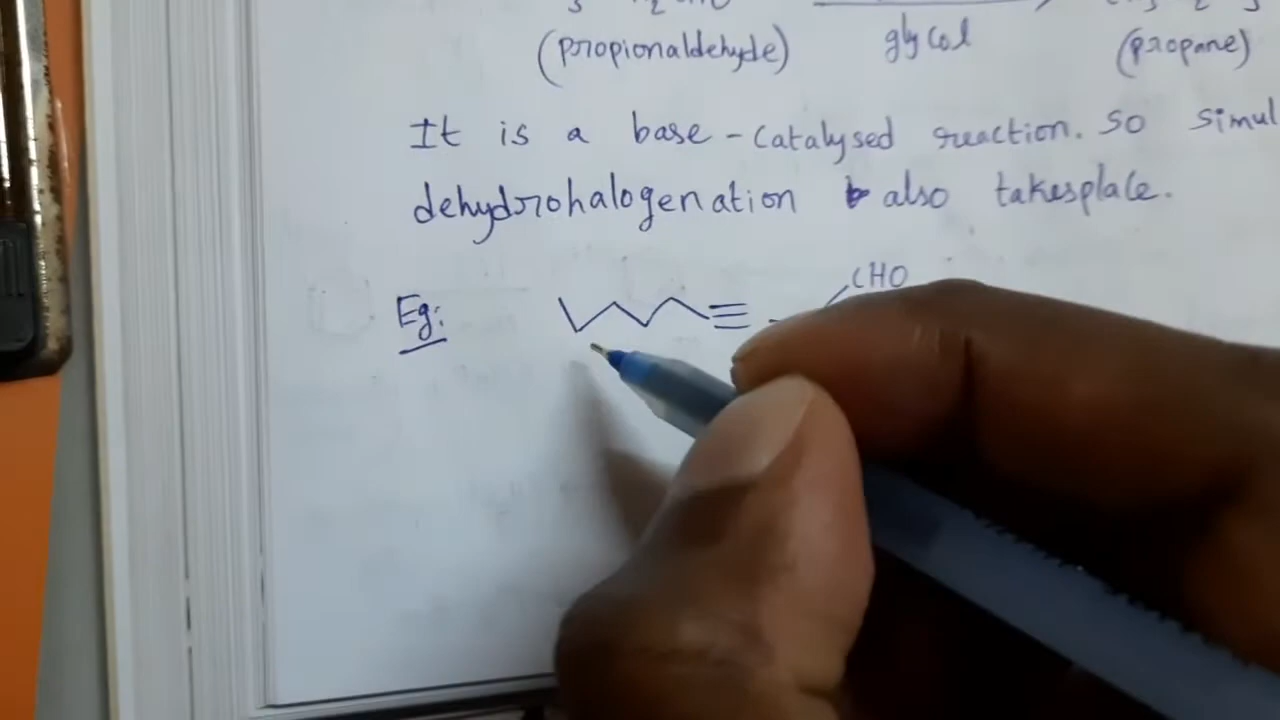 (propionaldehyde) glycol (propane)
It is a base - catalysed reaction. So simul
dehydrohalogenation also takesplace.
Eg: CHO